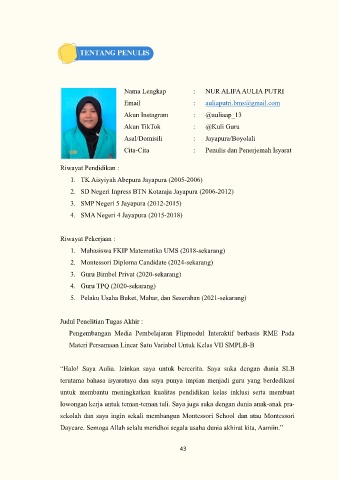 TENTANG PENULIS
Nama Lengkap : NUR ALIFA AULIA PUTRI
Email : auliaputri.bms@gmail.com
Akun Instagram : @auliaap_13
Akun TikTok : @Kuli Guru
Asal/Domisili : Jayapura/Boyolali
Cita-Cita : Penulis dan Penerjemah Isyarat
Riwayat Pendidikan :
1. TK Aisyiyah Abepura Jayapura (2005-2006)
2. SD Negeri Inpress BTN Kotaraja Jayapura (2006-2012)
3. SMP Negeri 5 Jayapura (2012-2015)
4. SMA Negeri 4 Jayapura (2015-2018)
Riwayat Pekerjaan :
1. Mahasiswa FKIP Matematika UMS (2018-sekarang)
2. Montessori Diploma Candidate (2024-sekarang)
3. Guru Bimbel Privat (2020-sekarang)
4. Guru TPQ (2020-sekarang)
5. Pelaku Usaha Buket, Mahar, dan Seserahan (2021-sekarang)
Judul Penelitian Tugas Akhir :
Pengembangan Media Pembelajaran Flipmodul Interaktif berbasis RME Pada
Materi Persamaan Linear Satu Variabel Untuk Kelas VII SMPLB-B
“Halo! Saya Aulia. Izinkan saya untuk bercerita. Saya suka dengan dunia SLB
terutama bahasa isyaratnya dan saya punya impian menjadi guru yang berdedikasi
untuk membantu meningkatkan kualitas pendidikan kelas inklusi serta membuat
lowongan kerja untuk teman-teman tuli. Saya juga suka dengan dunia anak-anak pra-
sekolah dan saya ingin sekali membangun Montessori School dan atau Montessori
Daycare. Semoga Allah selalu meridhoi segala usaha dunia akhirat kita, Aamiin.”
43